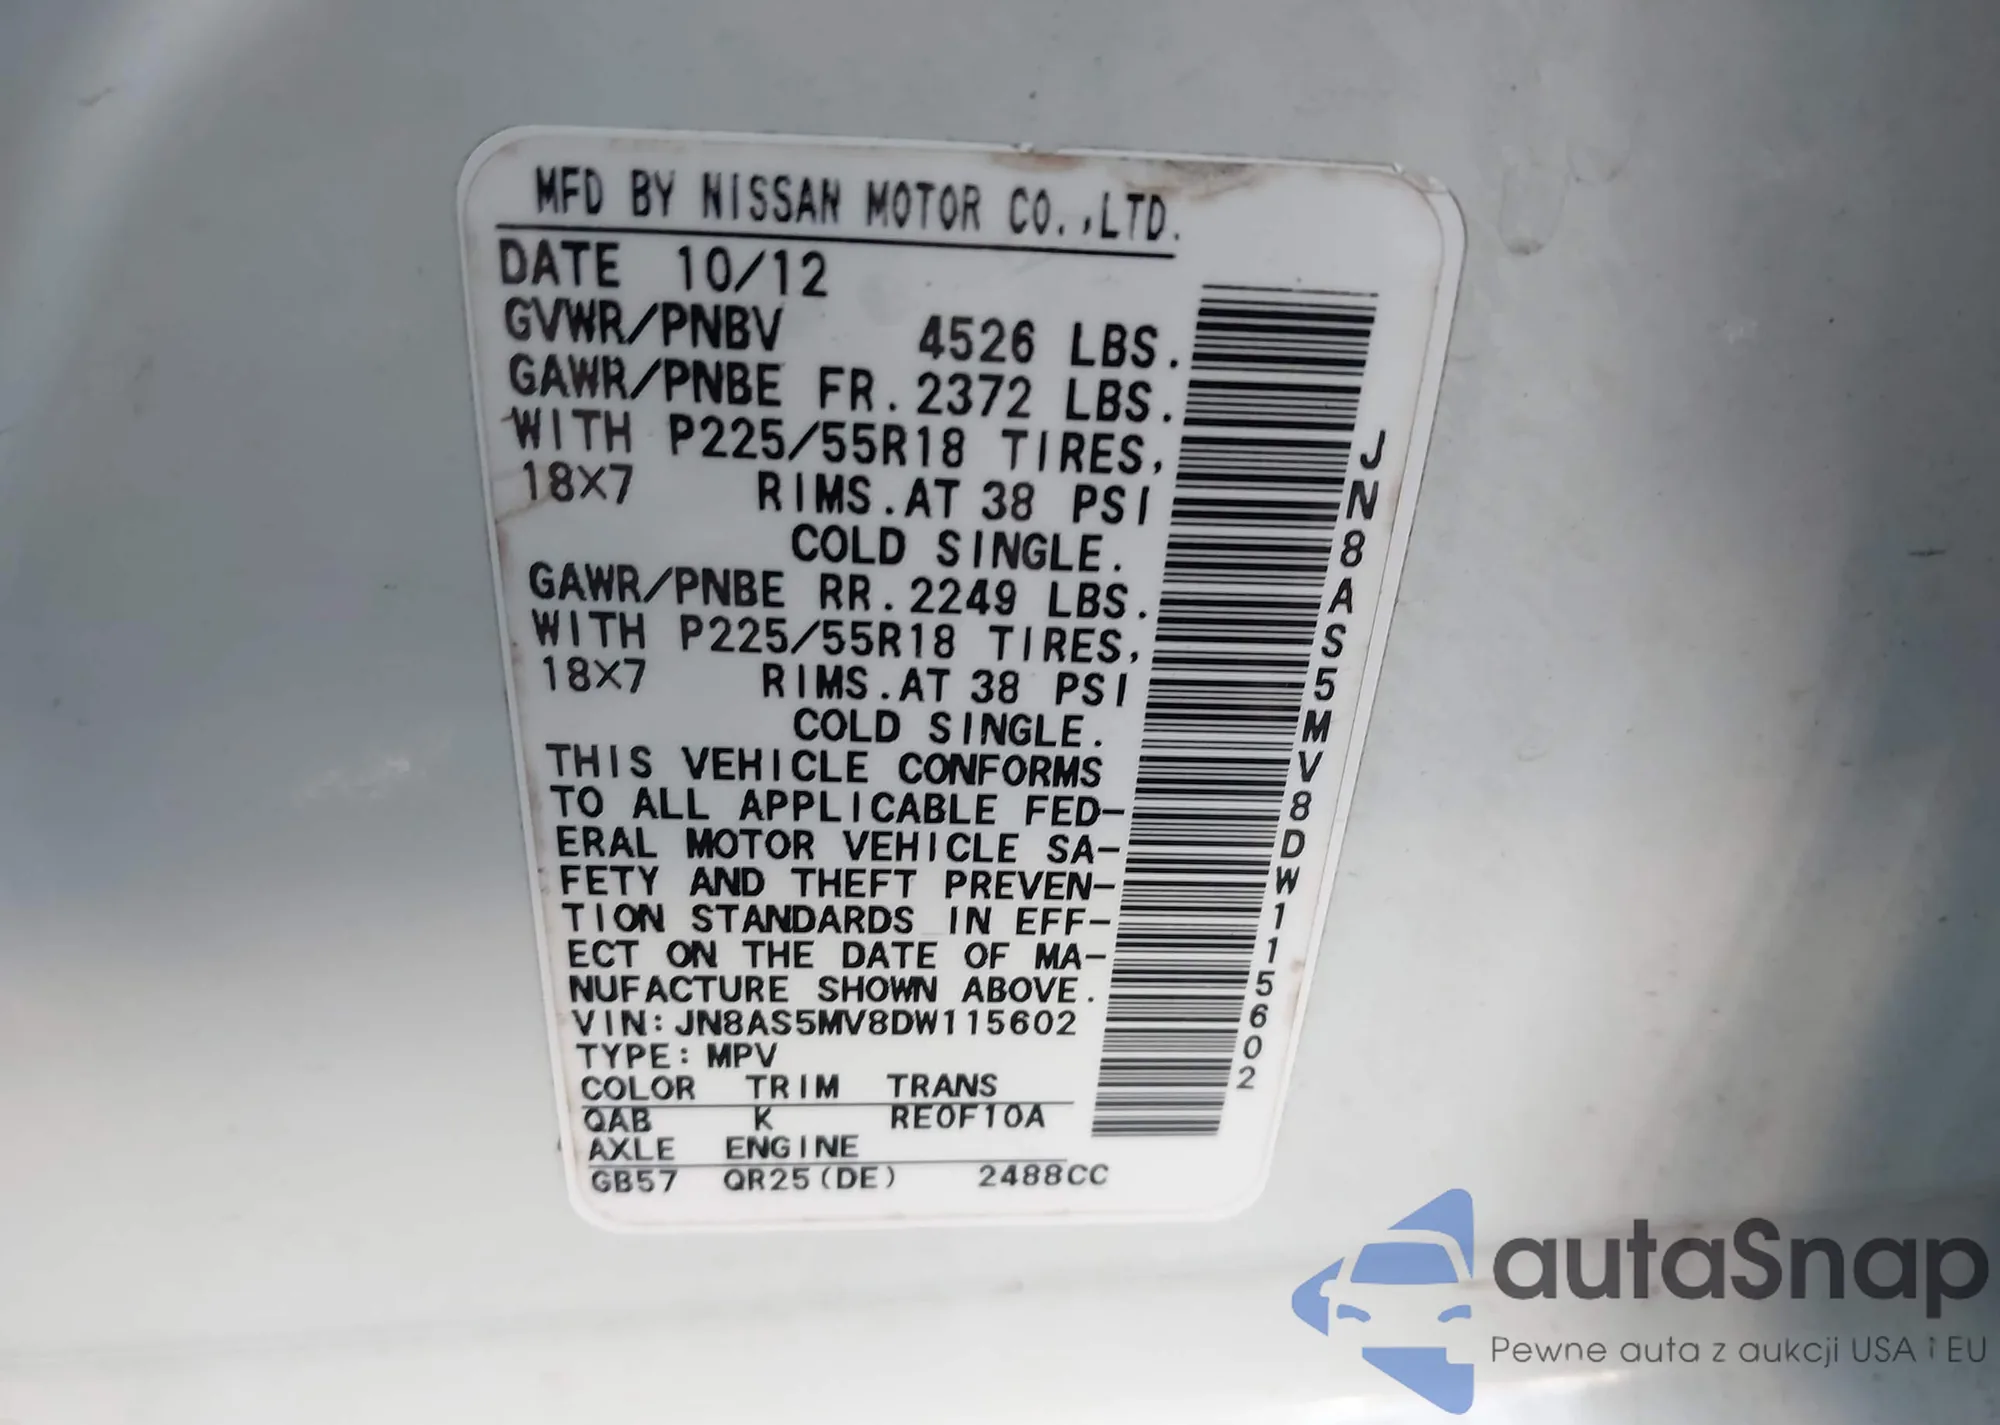 MFD BY NISSAN MOTOR CO.,LTD.
DATE 10/12
GVWR/PNBV 4526 LBS.
GAWR/PNBE FR. 2372 LBS.
WITH P225/55R18 TIRES,
18X7 RIMS.AT 38 PSI
COLD SINGLE.
GAWR/PNBE RR. 2249 LBS.
WITH P225/55R18 TIRES,
18X7 RIMS.AT 38 PSI
COLD SINGLE.
THIS VEHICLE CONFORMS
TO ALL APPLICABLE FED-
ERAL MOTOR VEHICLE SA-
FETY AND THEFT PREVEN-
TION STANDARDS IN EFF-
ECT ON THE DATE OF MA-
NUFACTURE SHOWN ABOVE.
VIN: JN8AS5MV8DW115602
TYPE: MPV
COLOR TRIM TRANS
QAB K RE0F10A
AXLE ENGINE
GB57 QR25(DE) 2488CC
JN8AS5MV8DW115602
autaSnap
Pewne auta z aukcji USA i EU